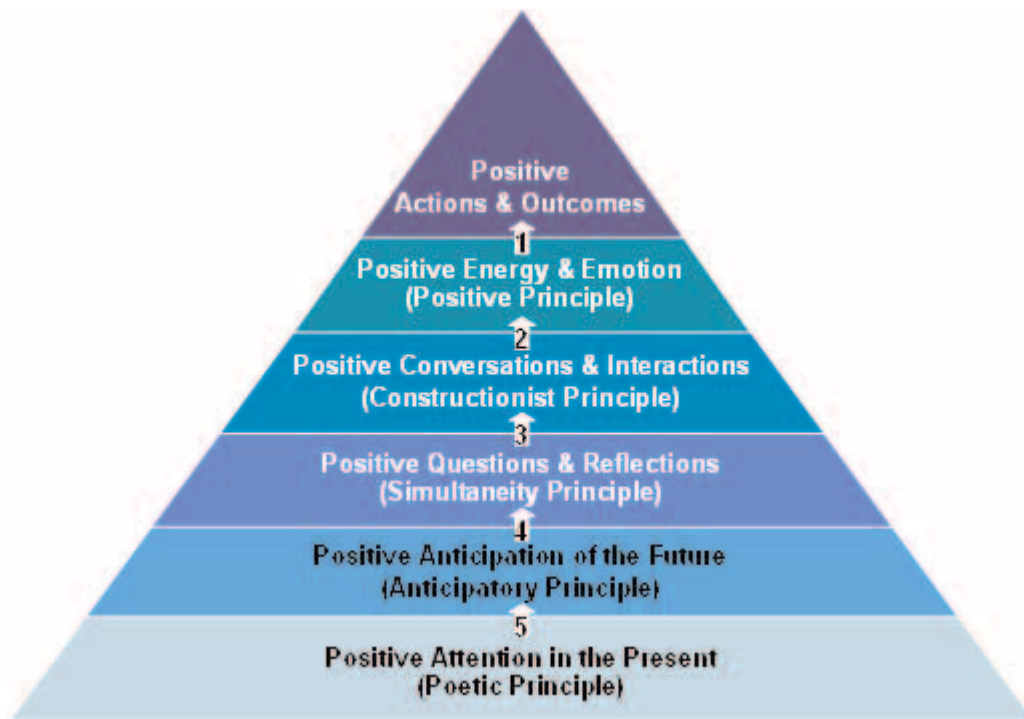 Positive
Actions & Outcomes
1
Positive Energy & Emotion
(Positive Principle)
2
Positive Conversations & Interactions
(Constructionist Principle)
3
Positive Questions & Reflections
(Simultaneity Principle)
4
Positive Anticipation of the Future
(Anticipatory Principle)
5
Positive Attention in the Present
(Poetic Principle)